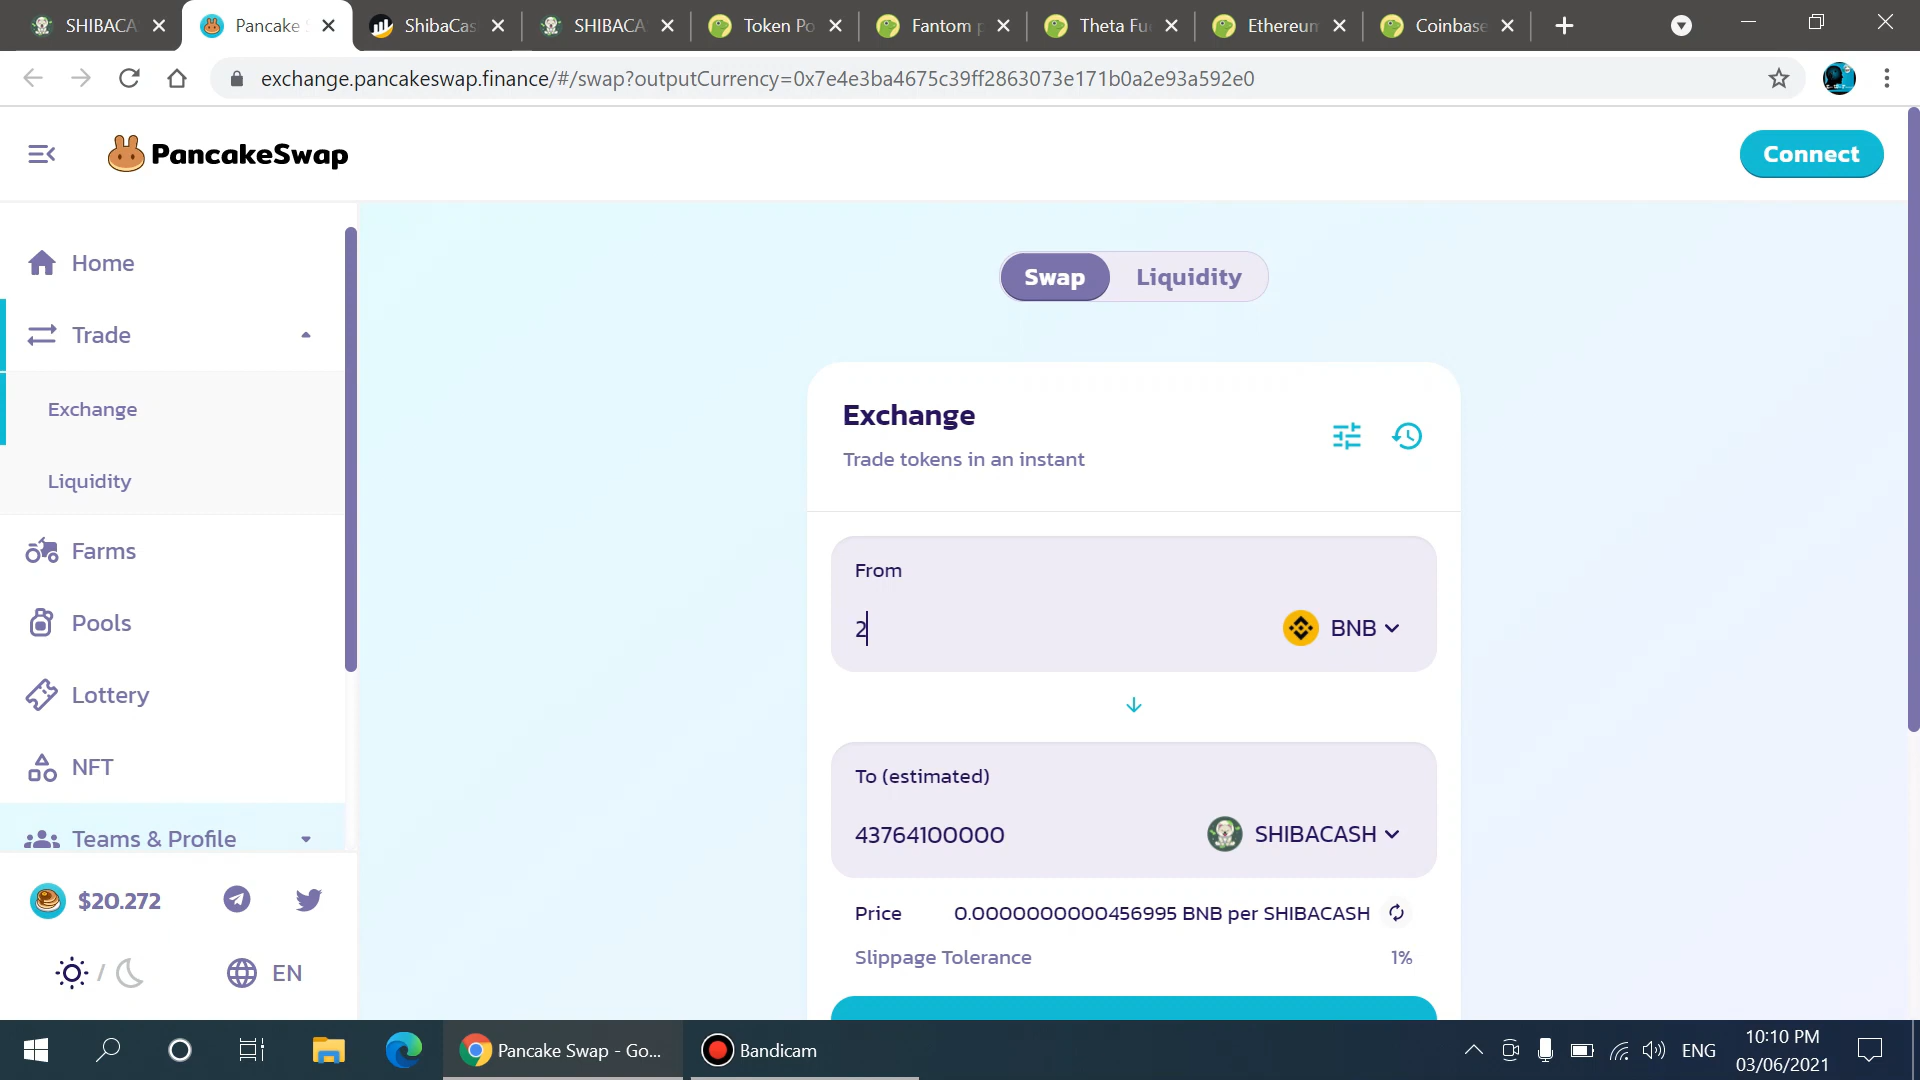 SHIBACA
Pancake S
ShibaCas
SHIBACA
Token Po
Fantom p
Theta Fue
Ethereum
Coinbase
exchange.pancakeswap.finance/#/swap?outputCurrency=0x7e4e3ba4675c39ff2863073e171b0a2e93a592e0
PancakeSwap
Connect
Home
Trade
Exchange
Liquidity
Farms
Pools
Lottery
NFT
Teams & Profile
$20.272
/
EN
Swap
Liquidity
Exchange
Trade tokens in an instant
From
2
BNB
To (estimated)
43764100000
SHIBACASH
Price
0.0000000000456995 BNB per SHIBACASH
Slippage Tolerance
1%
Pancake Swap - Go...
Bandicam
ENG
10:10 PM
03/06/2021